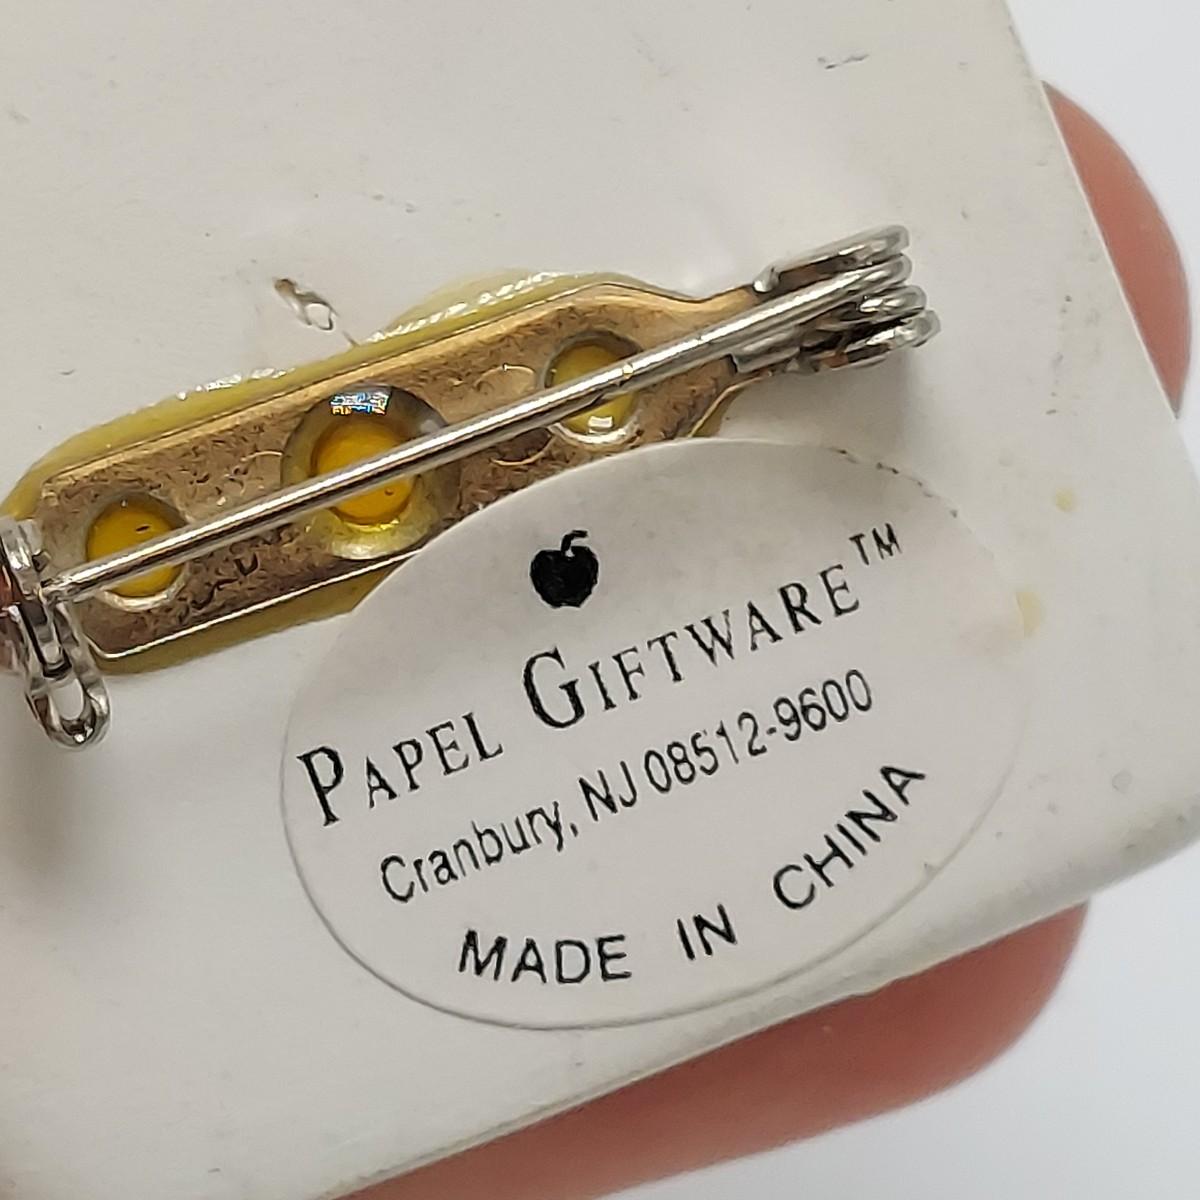 PAPEL GIFTWARE™
Cranbury, NJ 08512-9600
MADE IN CHINA